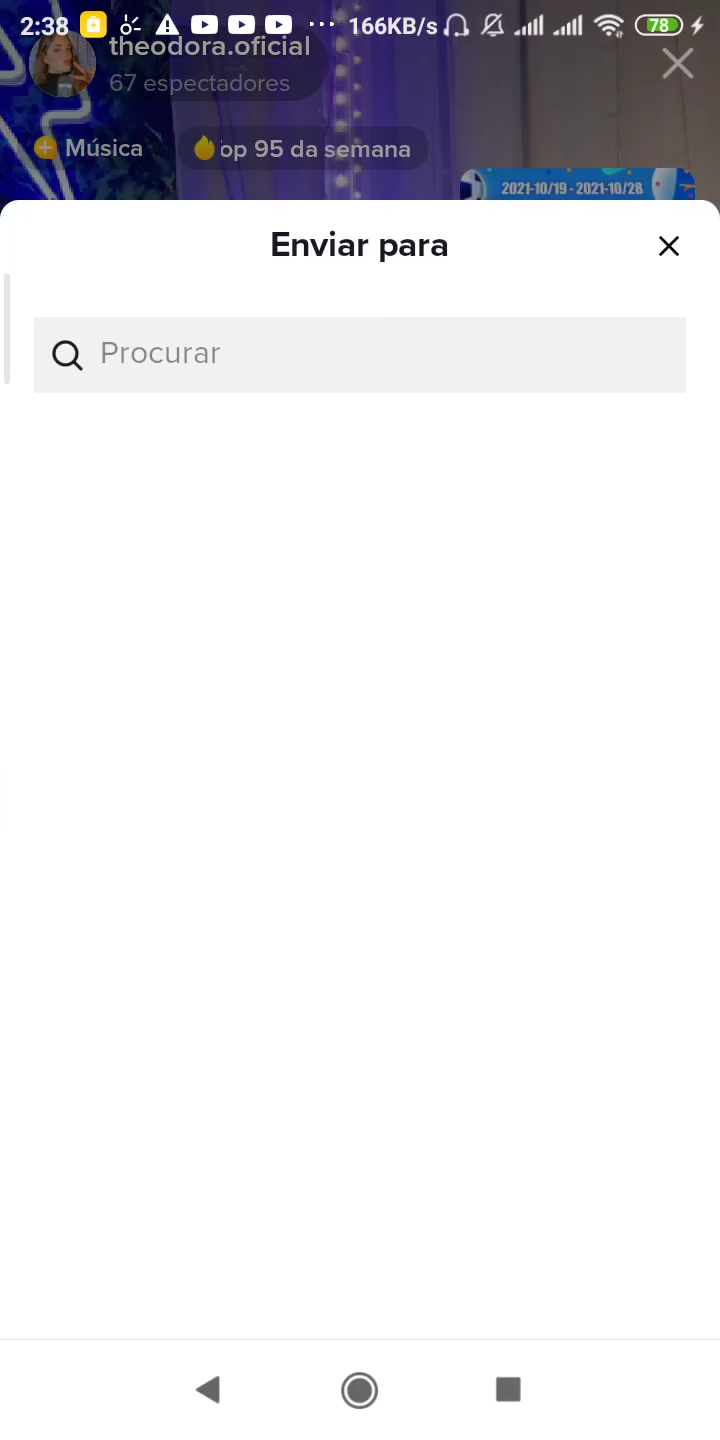 2:38 166KB/s 78
theodora.oficial
67 espectadores
Música op 95 da semana
2021-10/19 - 2021-10/28
Enviar para
Procurar